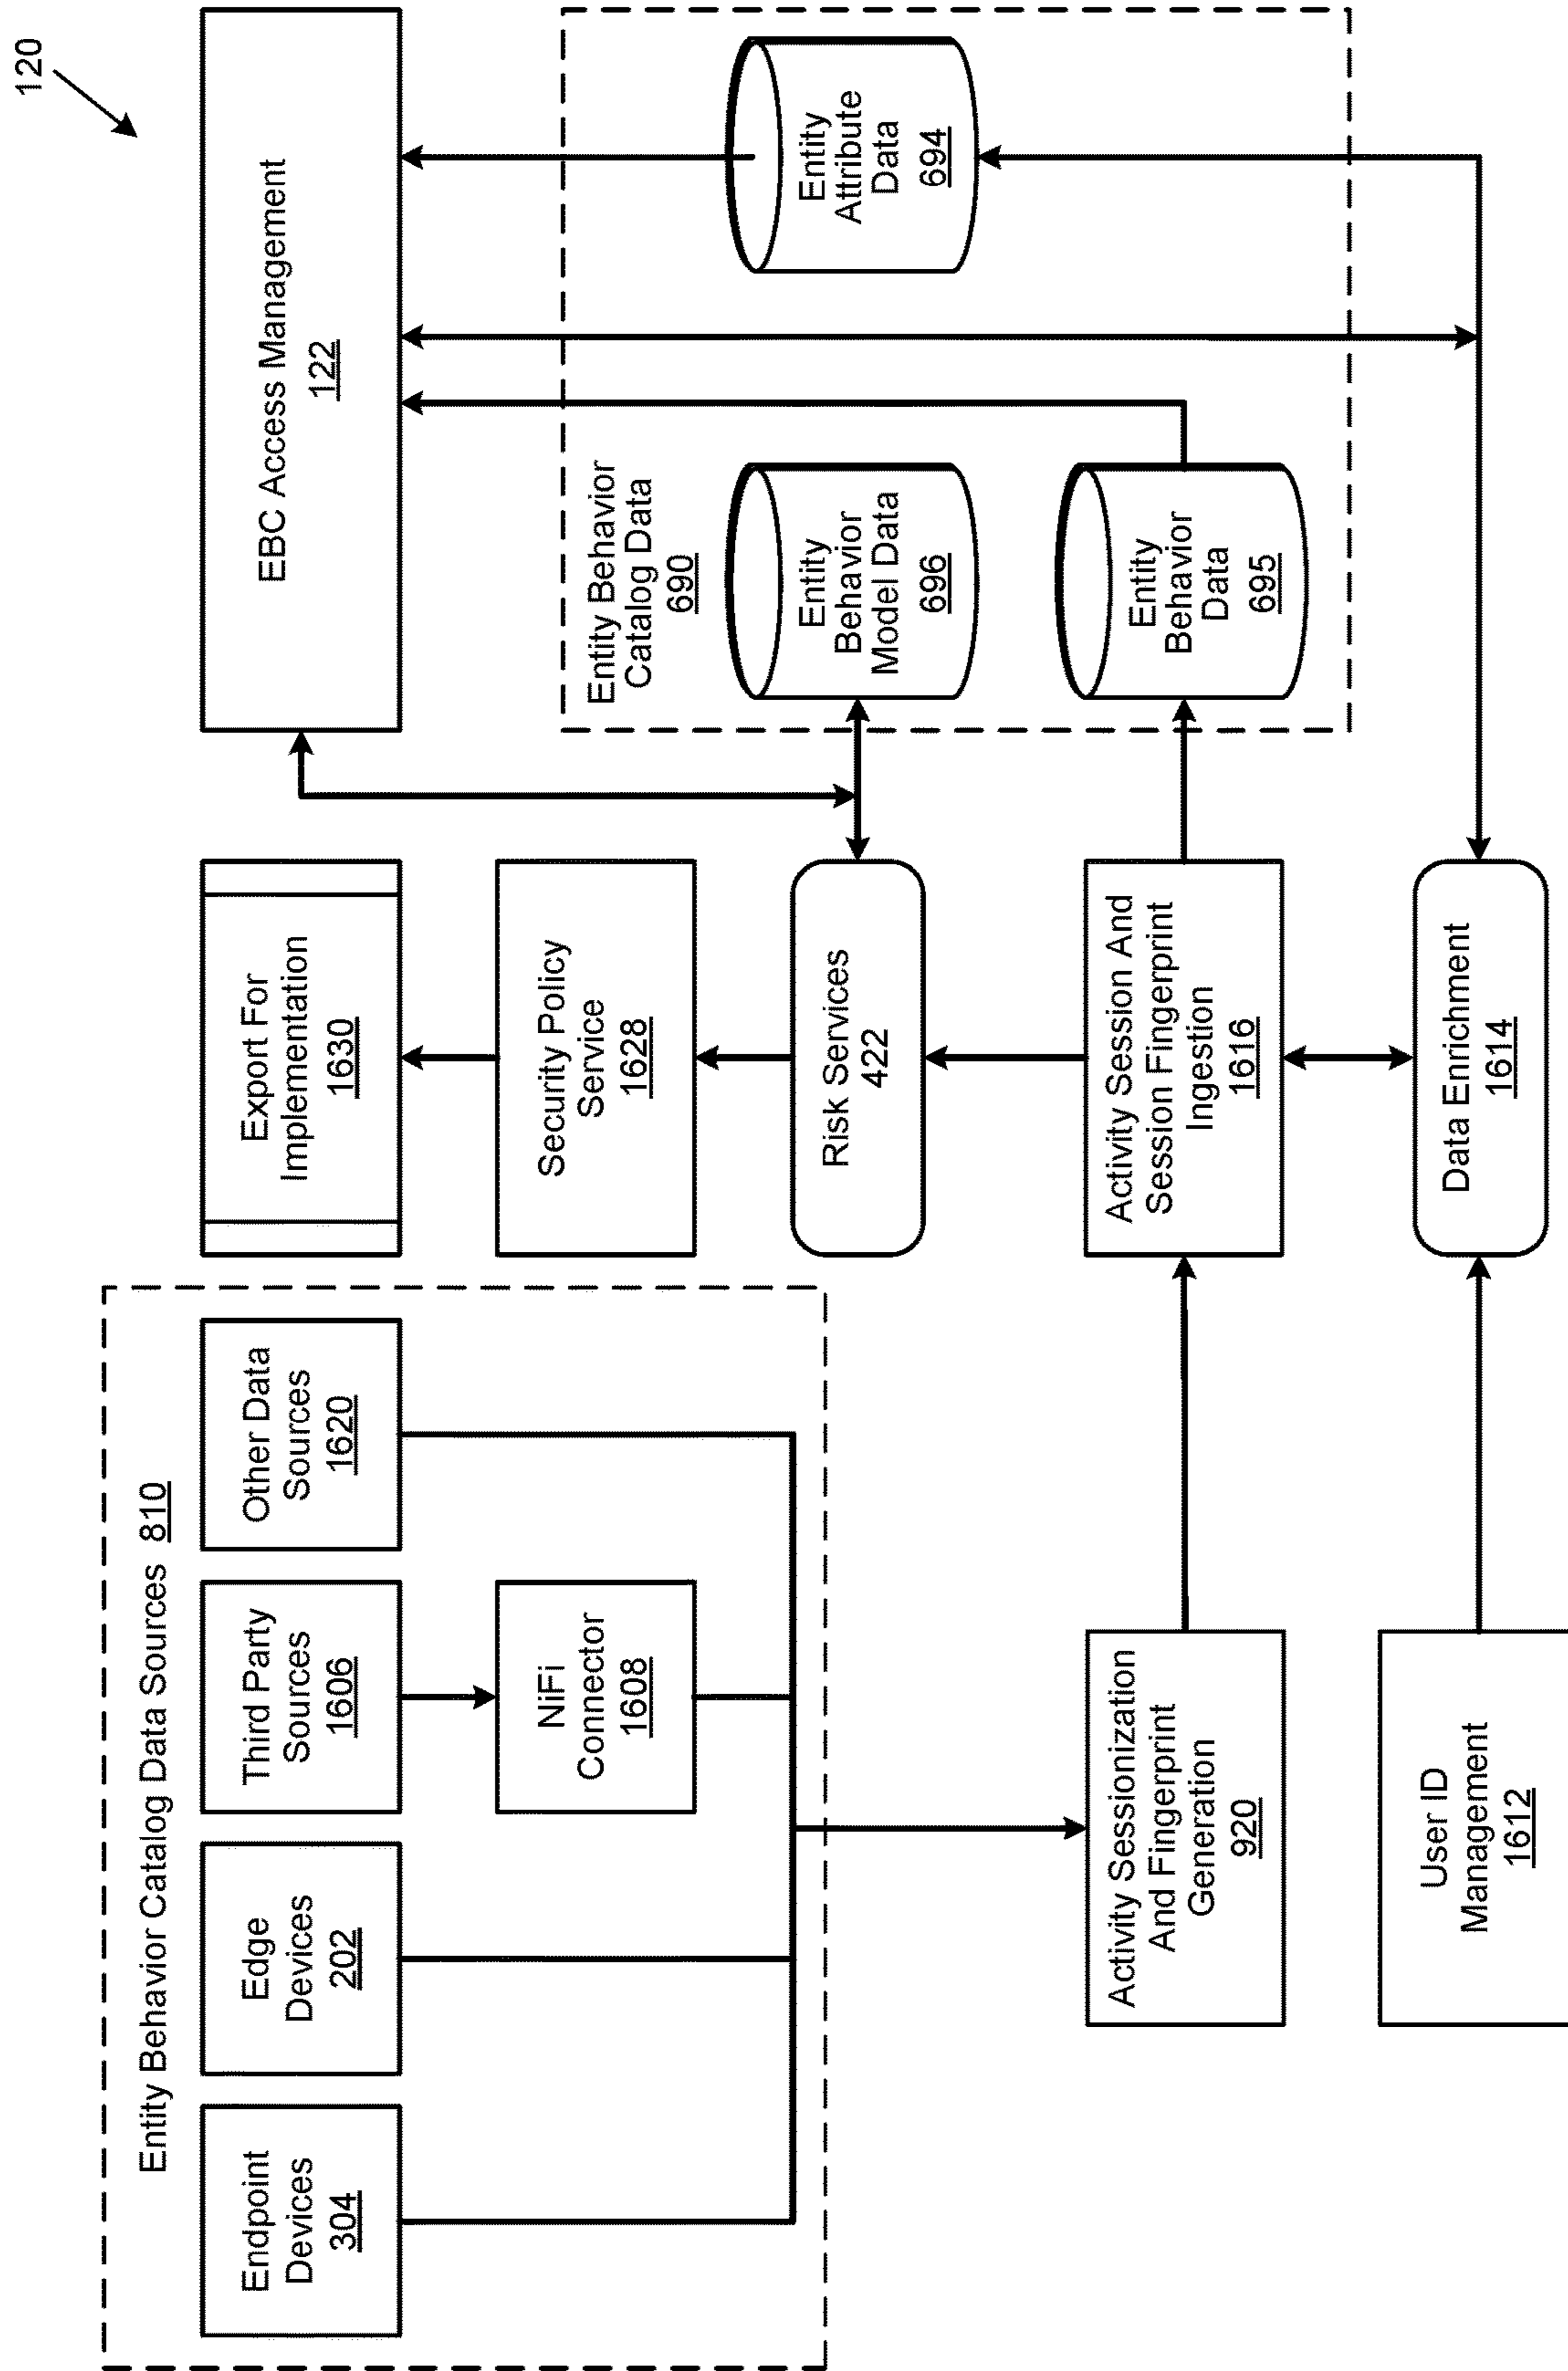 120
Entity Behavior Catalog Data Sources 810
Endpoint
Devices
304
Edge
Devices
202
Third Party
Sources
1606
Other Data
Sources
1620
NiFi
Connector
1608
Export For
Implementation
1630
EBC Access Management
122
Security Policy
Service
1628
Risk Services
422
Entity Behavior
Catalog Data
690
Entity
Behavior
Model Data
696
Entity
Attribute
Data
694
Activity Sessionization
And Fingerprint
Generation
920
Activity Session And
Session Fingerprint
Ingestion
1616
Entity
Behavior
Data
695
User ID
Management
1612
Data Enrichment
1614